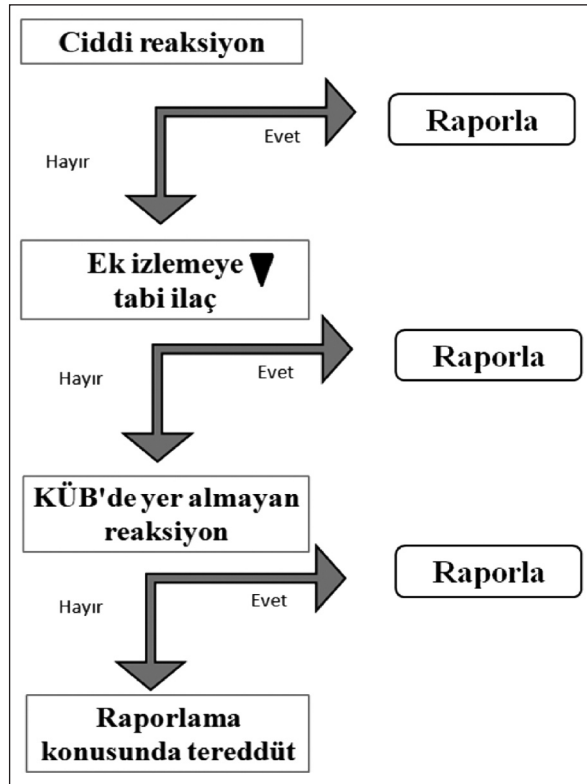 Ciddi reaksiyon
Raporla
Evet
Hayır
Ek izlemeye
tabi ilaç
Raporla
Evet
Hayır
KÜB'de yer almayan
reaksiyon
Raporla
Evet
Hayır
Raporlama
konusunda tereddüt